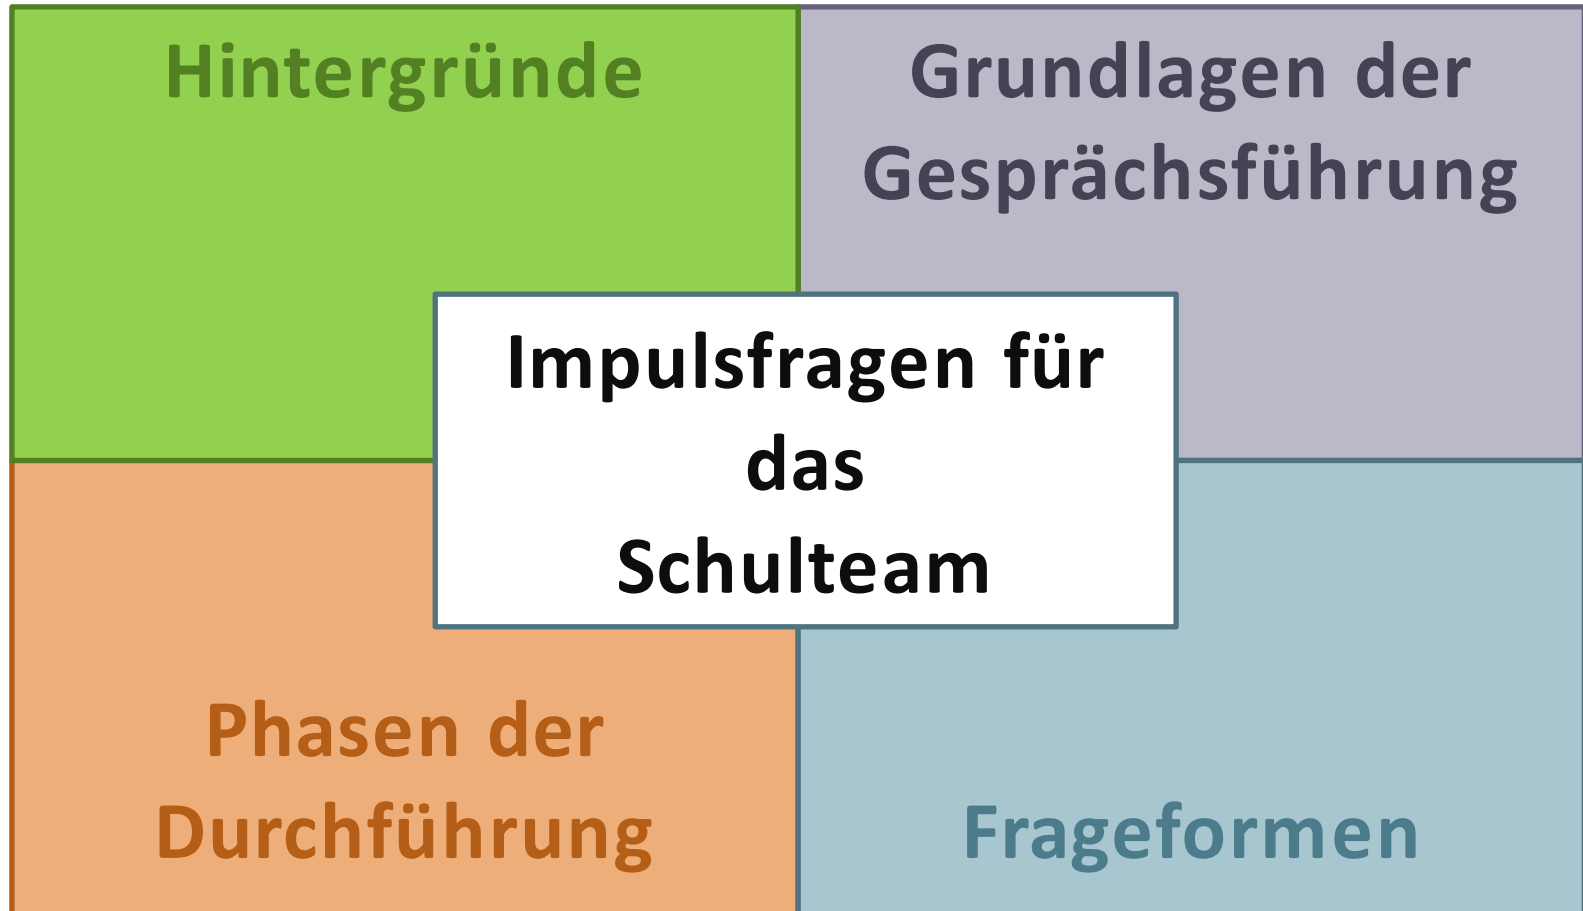 Hintergründe
Grundlagen der
Gesprächsführung
Impulsfragen für
das
Schulteam
Phasen der
Durchführung
Frageformen